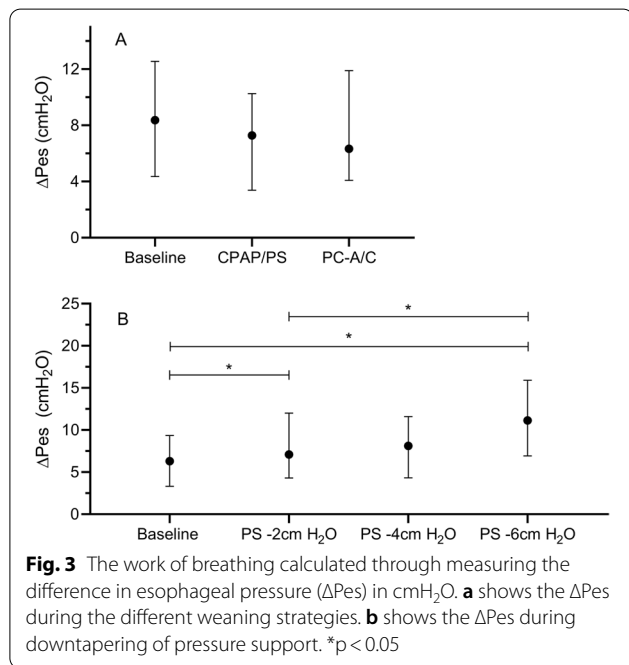 A
12
8
4
0
ΔPes (cmH₂O)
Baseline CPAP/PS PC-A/C
B
25
20
15
10
5
0
ΔPes (cmH₂O)
*
*
*
Baseline PS -2cm H₂O PS -4cm H₂O PS -6cm H₂O
Fig. 3 The work of breathing calculated through measuring the
difference in esophageal pressure (ΔPes) in cmH₂O. a shows the ΔPes
during the different weaning strategies. b shows the ΔPes during
downtapering of pressure support. *p < 0.05